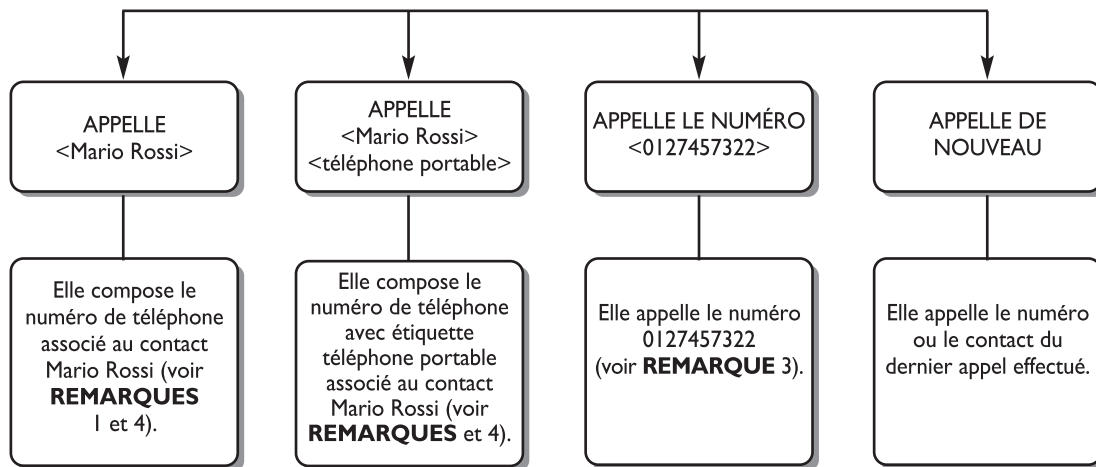 APPELLE
<Mario Rossi>
APPELLE
<Mario Rossi>
<téléphone portable>
APPELLE LE NUMÉRO
<0127457322>
APPELLE DE
NOUVEAU
Elle compose le
numéro de téléphone
associé au contact
Mario Rossi (voir
REMARQUES
1 et 4).
Elle compose le
numéro de téléphone
avec étiquette
téléphone portable
associé au contact
Mario Rossi (voir
REMARQUES et 4).
Elle appelle le numéro
0127457322
(voir REMARQUE 3).
Elle appelle le numéro
ou le contact du
dernier appel effectué.